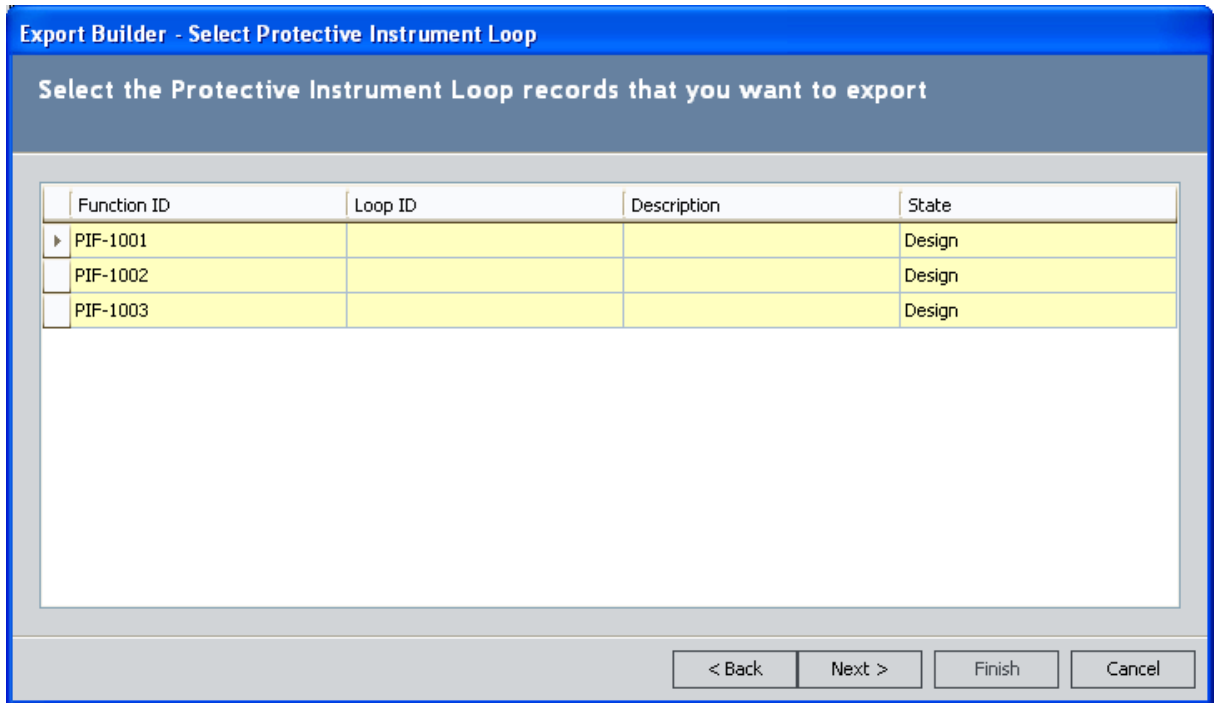 Export Builder - Select Protective Instrument Loop
Select the Protective Instrument Loop records that you want to export
Function ID Loop ID Description State
PIF-1001 Design
PIF-1002 Design
PIF-1003 Design
< Back Next > Finish Cancel